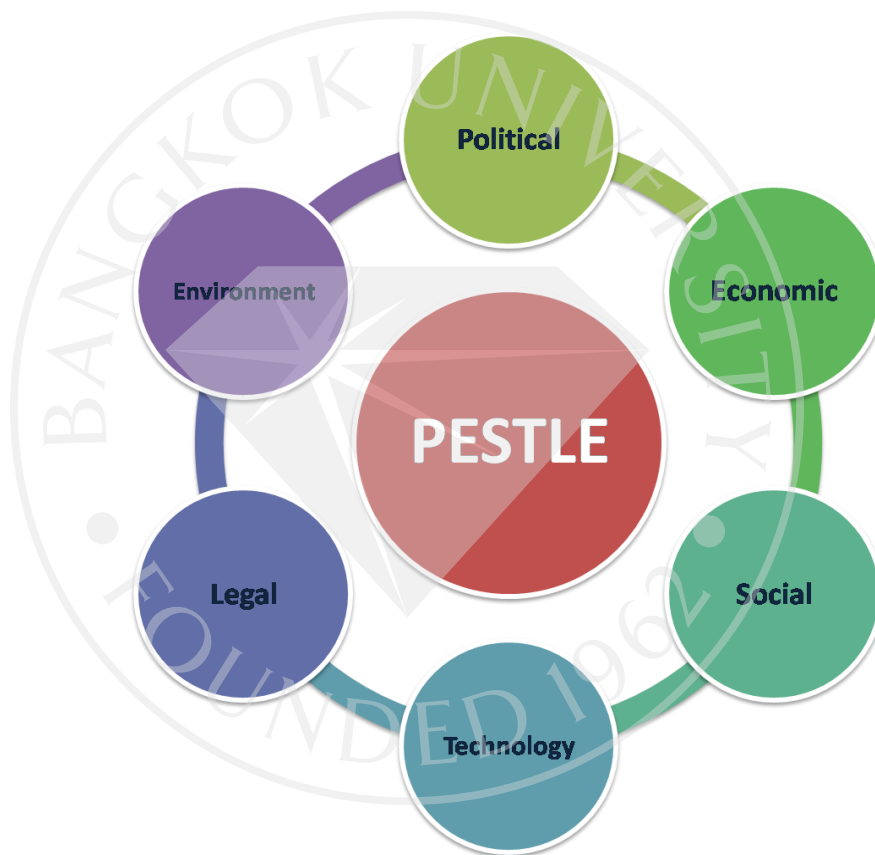 Political
Economic
Social
Technology
Legal
Environment
PESTLE
BANGKOK UNIVERSITY
FOUNDED 1962